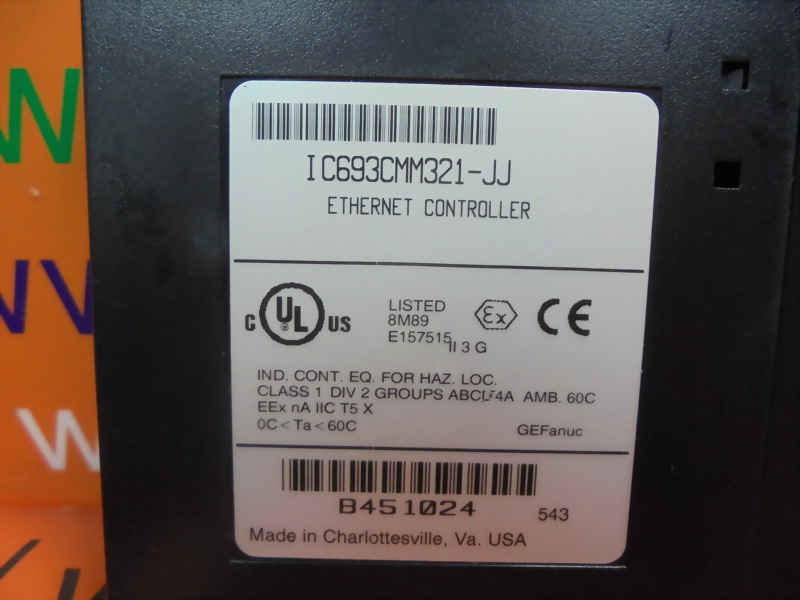 IC693CMM321-JJ
ETHERNET CONTROLLER
C UL US
LISTED
8M89
E157515
II 3 G
Ex
CE
IND. CONT. EQ. FOR HAZ. LOC.
CLASS 1 DIV 2 GROUPS AMB. 60C
EEx nA IIC T5 X
0C<Ta<60C
GEFanuc
B451024
543
Made in Charlottesville, Va. USA
W
W